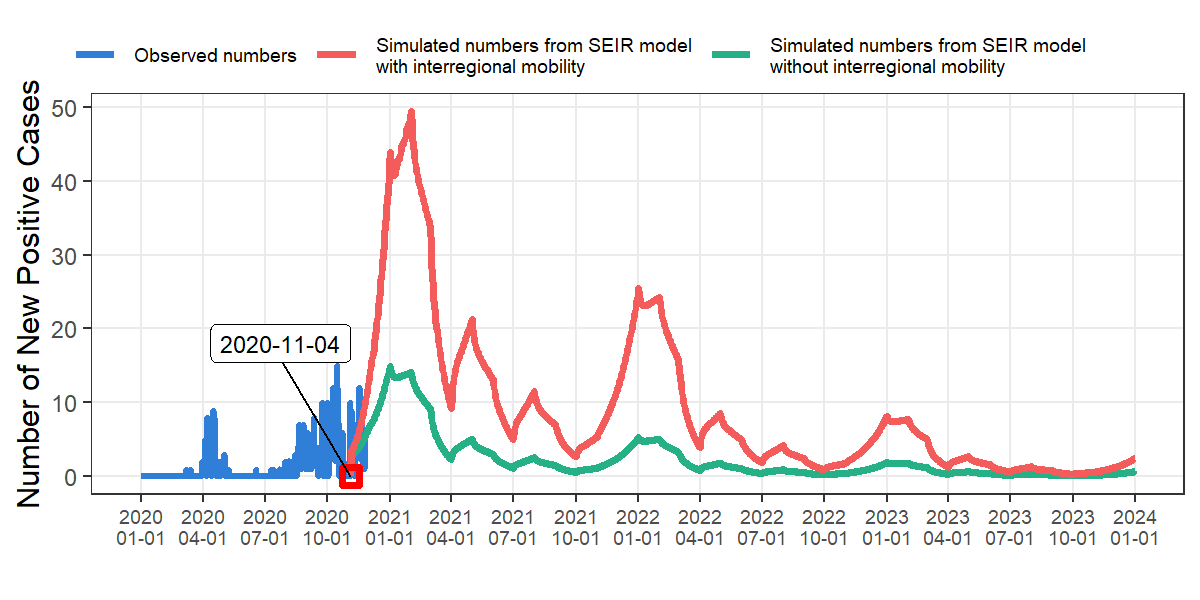 Observed numbers
Simulated numbers from SEIR model
with interregional mobility
Simulated numbers from SEIR model
without interregional mobility
Number of New Positive Cases
50
40
30
20
10
0
2020-11-04
2020 2020 2020 2020 2021 2021 2021 2021 2022 2022 2022 2022 2023 2023 2023 2023 2024
01-01 04-01 07-01 10-01 01-01 04-01 07-01 10-01 01-01 04-01 07-01 10-01 01-01 04-01 07-01 10-01 01-01